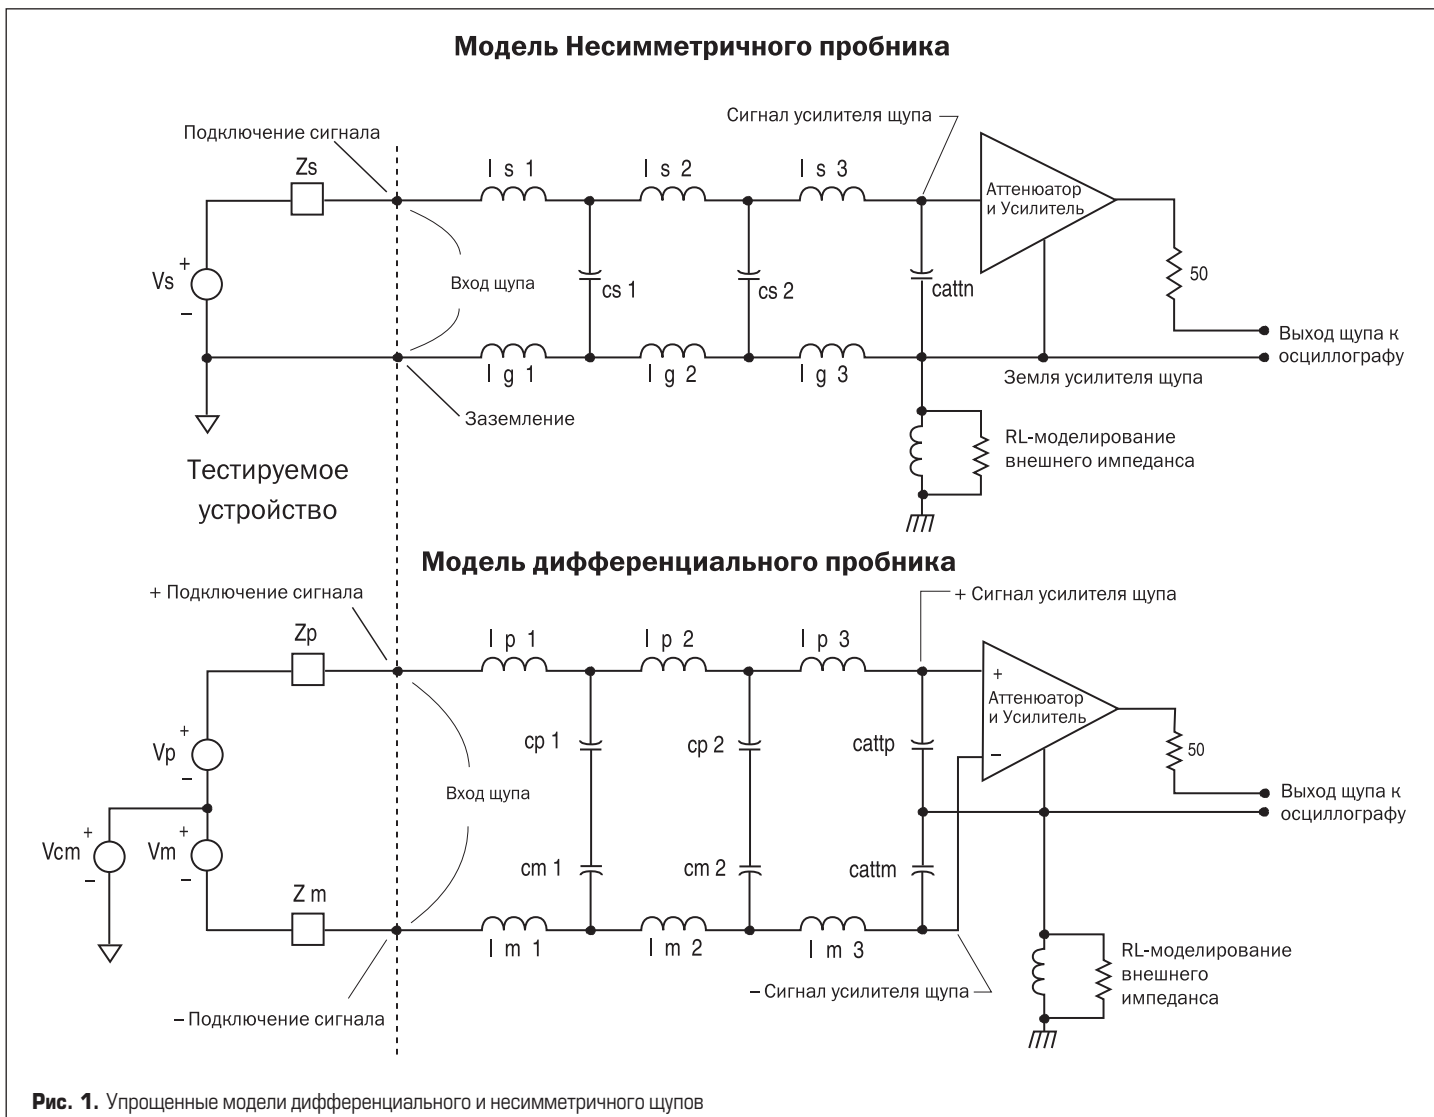 Модель Несимметричного пробника
Подключение сигнала
Сигнал усилителя щупа
Zs
l s 1
l s 2
l s 3
Аттенюатор
и Усилитель
+
Vs
–
Вход щупа
cs 1
cs 2
cattn
50
Выход щупа к
осциллографу
l g 1
l g 2
l g 3
Земля усилителя щупа
Заземление
RL-моделирование
внешнего импеданса
Тестируемое
устройство
Модель дифференциального пробника
+ Подключение сигнала
+ Сигнал усилителя щупа
Zp
l p 1
l p 2
l p 3
+
Аттенюатор
и Усилитель
–
+
Vp
–
cp 1
cp 2
cattp
50
Вход щупа
Выход щупа к
осциллографу
+
Vcm
–
+
Vm
–
cm 1
cm 2
cattm
Z m
l m 1
l m 2
l m 3
RL-моделирование
внешнего
импеданса
– Сигнал усилителя щупа
– Подключение сигнала
Рис. 1. Упрощенные модели дифференциального и несимметричного щупов